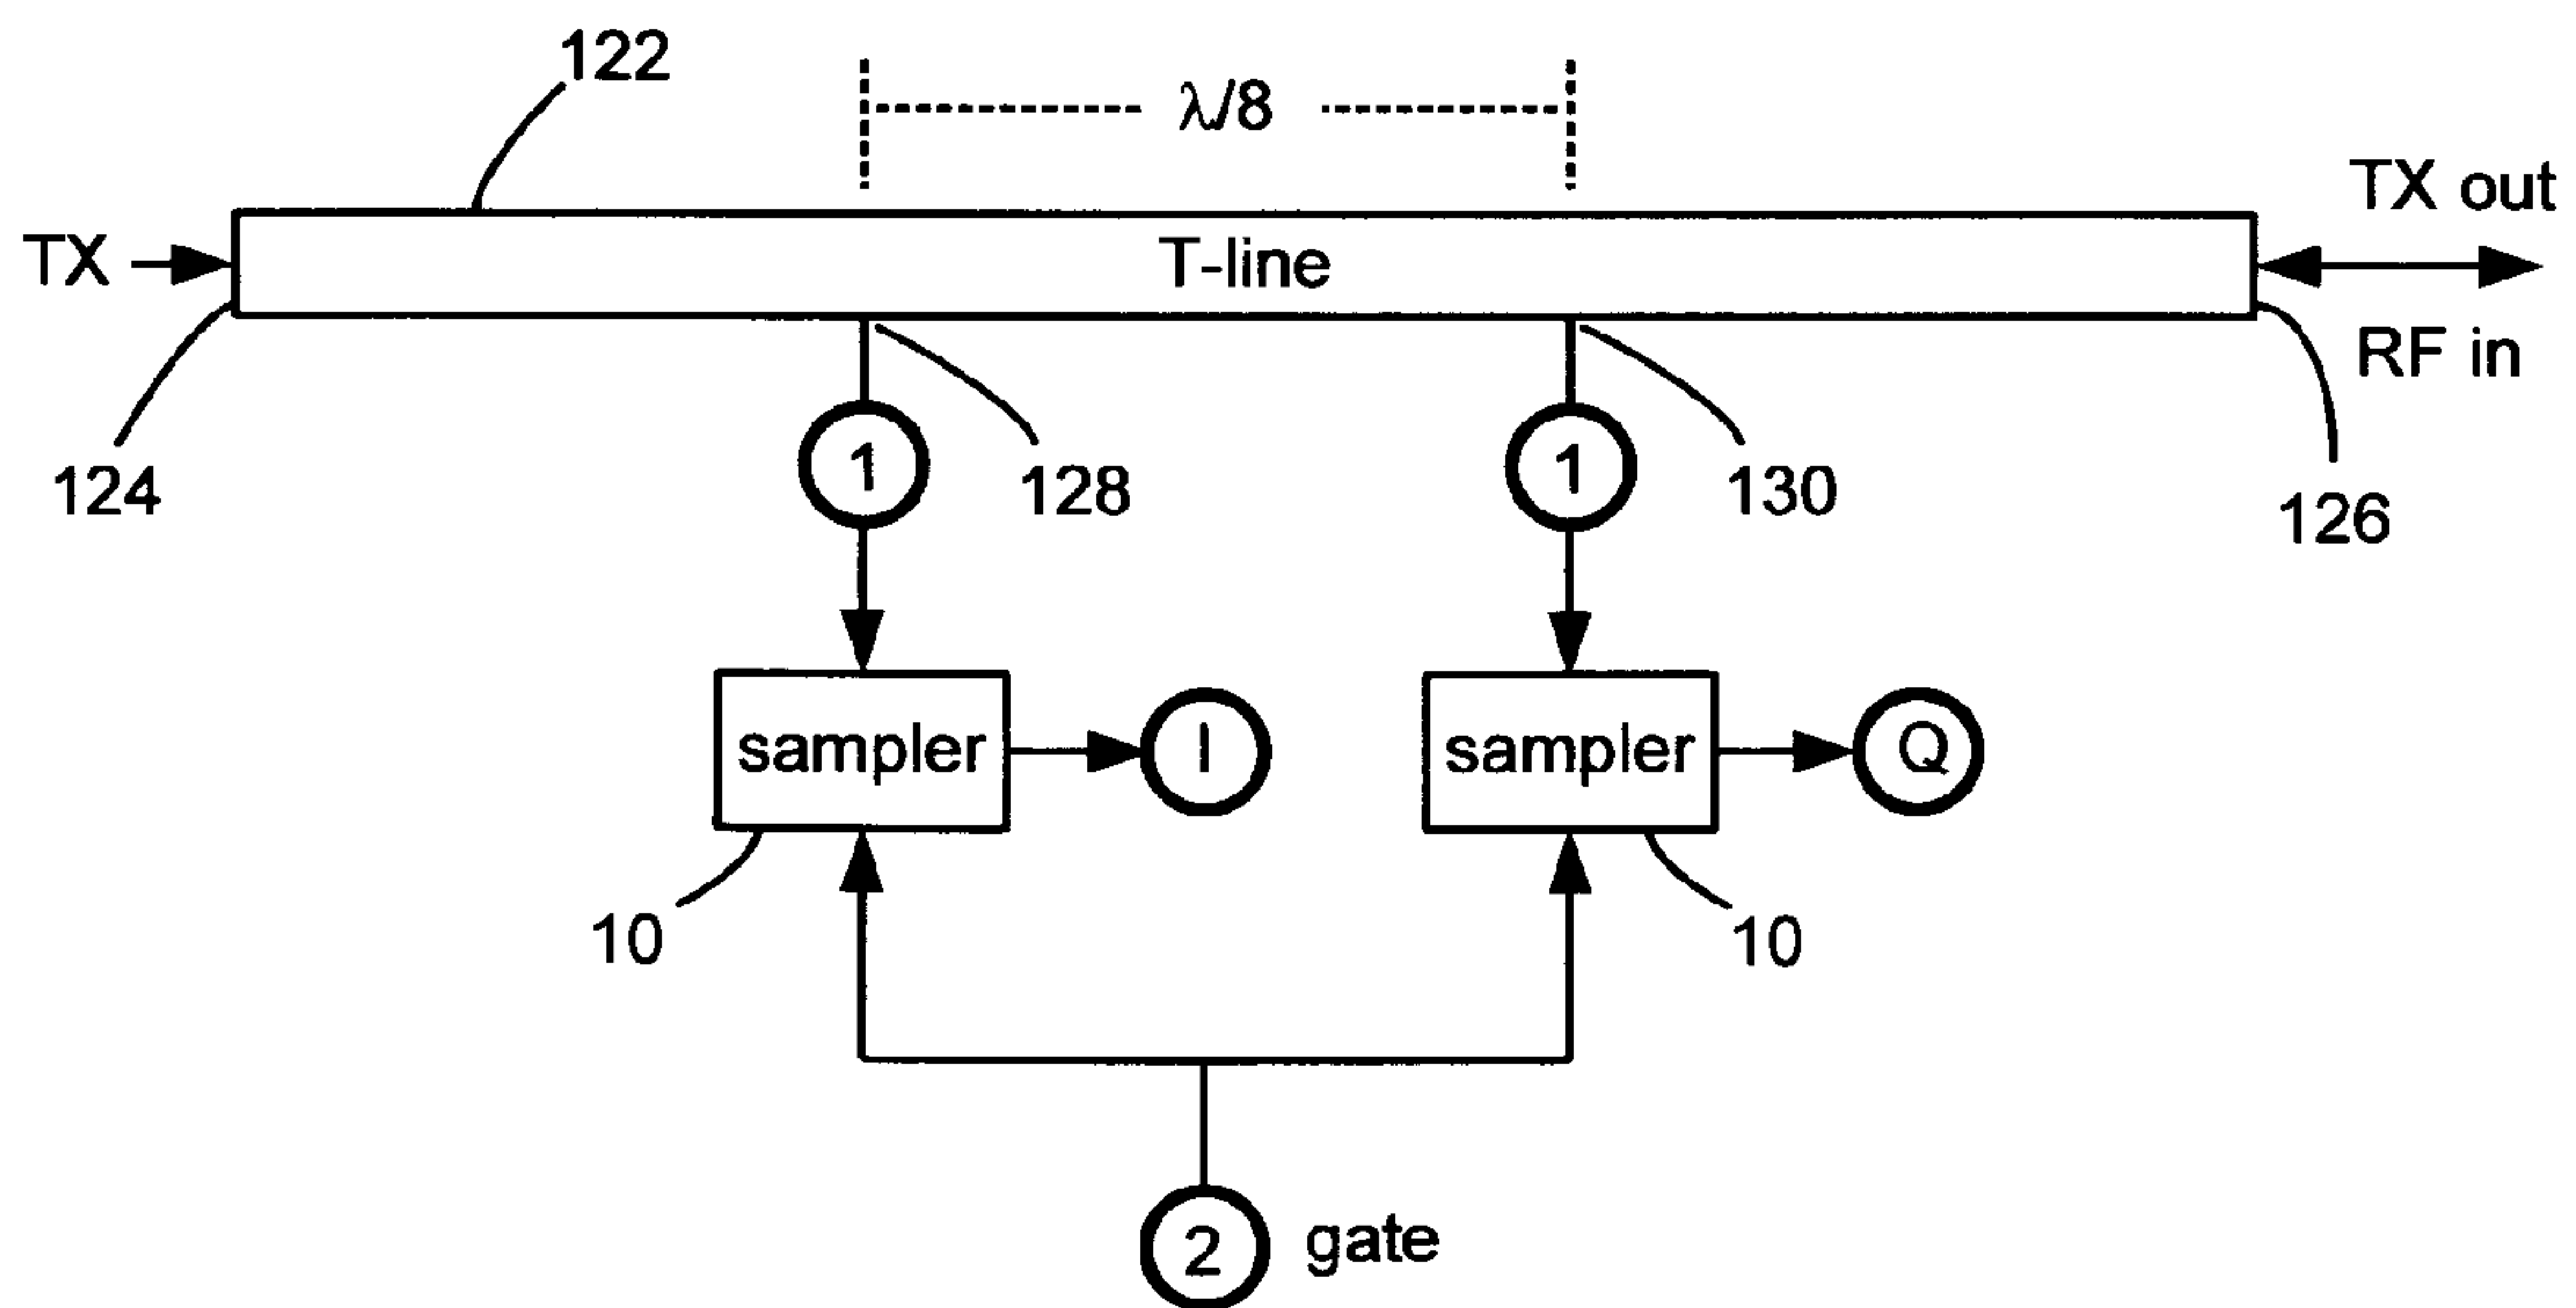 122
λ/8
TX out
TX
T-line
RF in
124
1
128
1
130
126
sampler
I
sampler
Q
10
10
2
gate